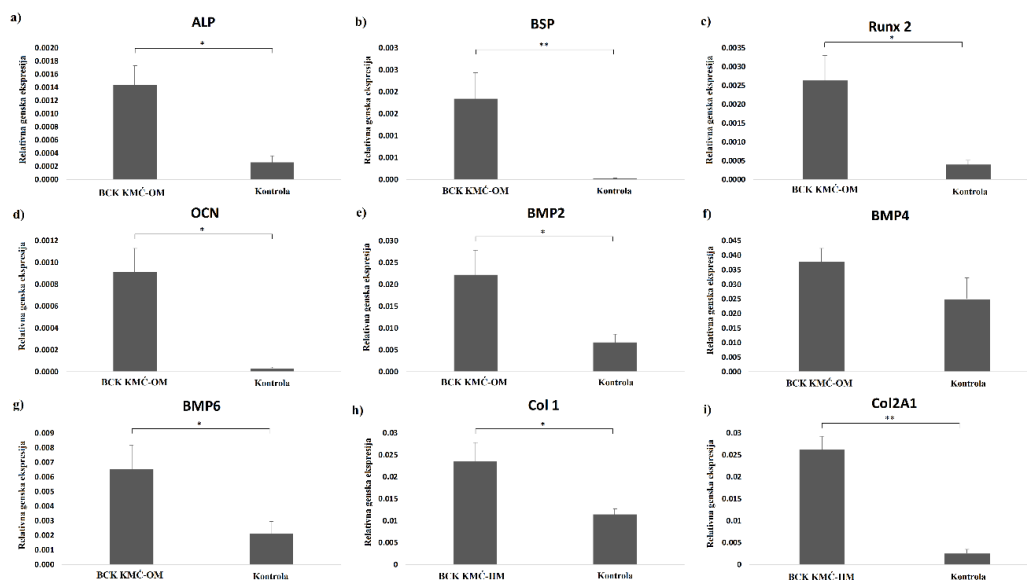 a)
ALP
Relativna genska ekspresija
*
0.0020
0.0018
0.0016
0.0014
0.0012
0.0010
0.0008
0.0006
0.0004
0.0002
0.0000
BCK KMĆ-OM Kontrola
b)
BSP
Relativna genska ekspresija
**
0.003
0.003
0.002
0.002
0.001
0.001
0.000
BCK KMĆ-OM Kontrola
c)
Runx 2
Relativna genska ekspresija
*
0.0035
0.0030
0.0025
0.0020
0.0015
0.0010
0.0005
0.0000
BCK KMĆ-OM Kontrola
d)
OCN
Relativna genska ekspresija
*
0.0012
0.0010
0.0008
0.0006
0.0004
0.0002
0.0000
BCK KMĆ-OM Kontrola
e)
BMP2
Relativna genska ekspresija
*
0.030
0.025
0.020
0.015
0.010
0.005
0.000
BCK KMĆ-OM Kontrola
f)
BMP4
Relativna genska ekspresija
0.045
0.040
0.035
0.030
0.025
0.020
0.015
0.010
0.005
0.000
BCK KMĆ-OM Kontrola
g)
BMP6
Relativna genska ekspresija
*
0.009
0.008
0.007
0.006
0.005
0.004
0.003
0.002
0.001
0.000
BCK KMĆ-OM Kontrola
h)
Col 1
Relativna genska ekspresija
*
0.03
0.025
0.02
0.015
0.01
0.005
0
BCK KMĆ-HM Kontrola
i)
Col2A1
Relativna genska ekspresija
**
0.03
0.025
0.02
0.015
0.01
0.005
0
BCK KMĆ-HM Kontrola